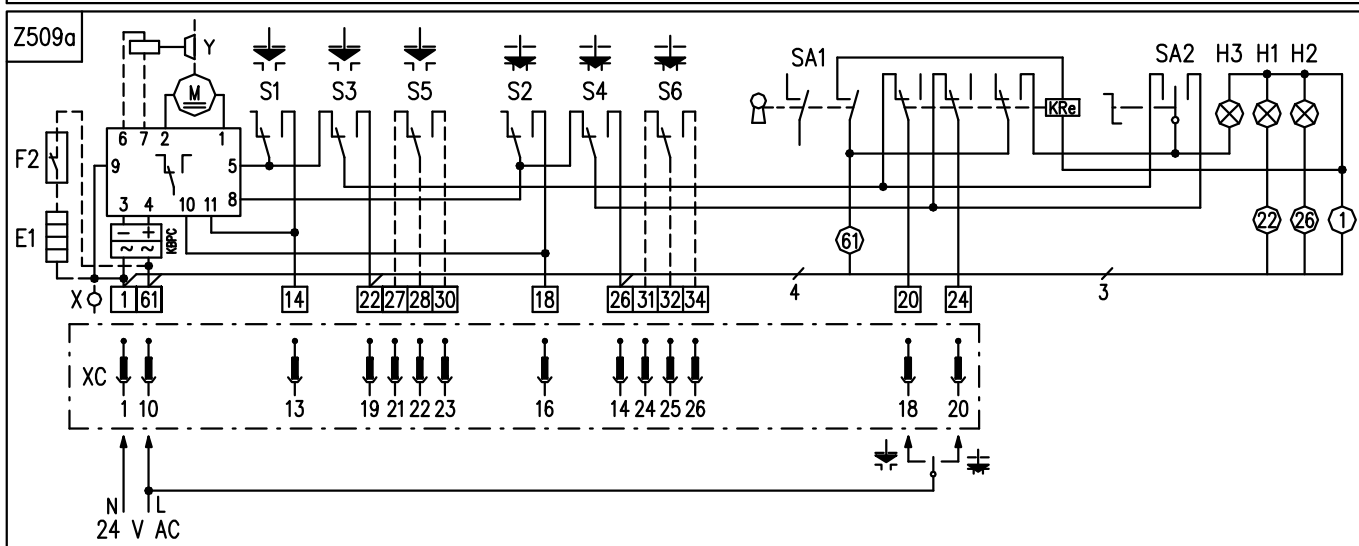 Z509a
Y
M
S1 S3 S5 S2 S4 S6 SA1 SA2 H3 H1 H2
KRe
6 7 2 1
F2
9 5
8
3 4 10 11
E1
− +
~ ~
KBPC
61 22 26 1
4 3
X 1 61 14 22 27 28 30 18 26 31 32 34 20 24
XC
1 10 13 19 21 22 23 16 14 24 25 26 18 20
N L
24 V AC